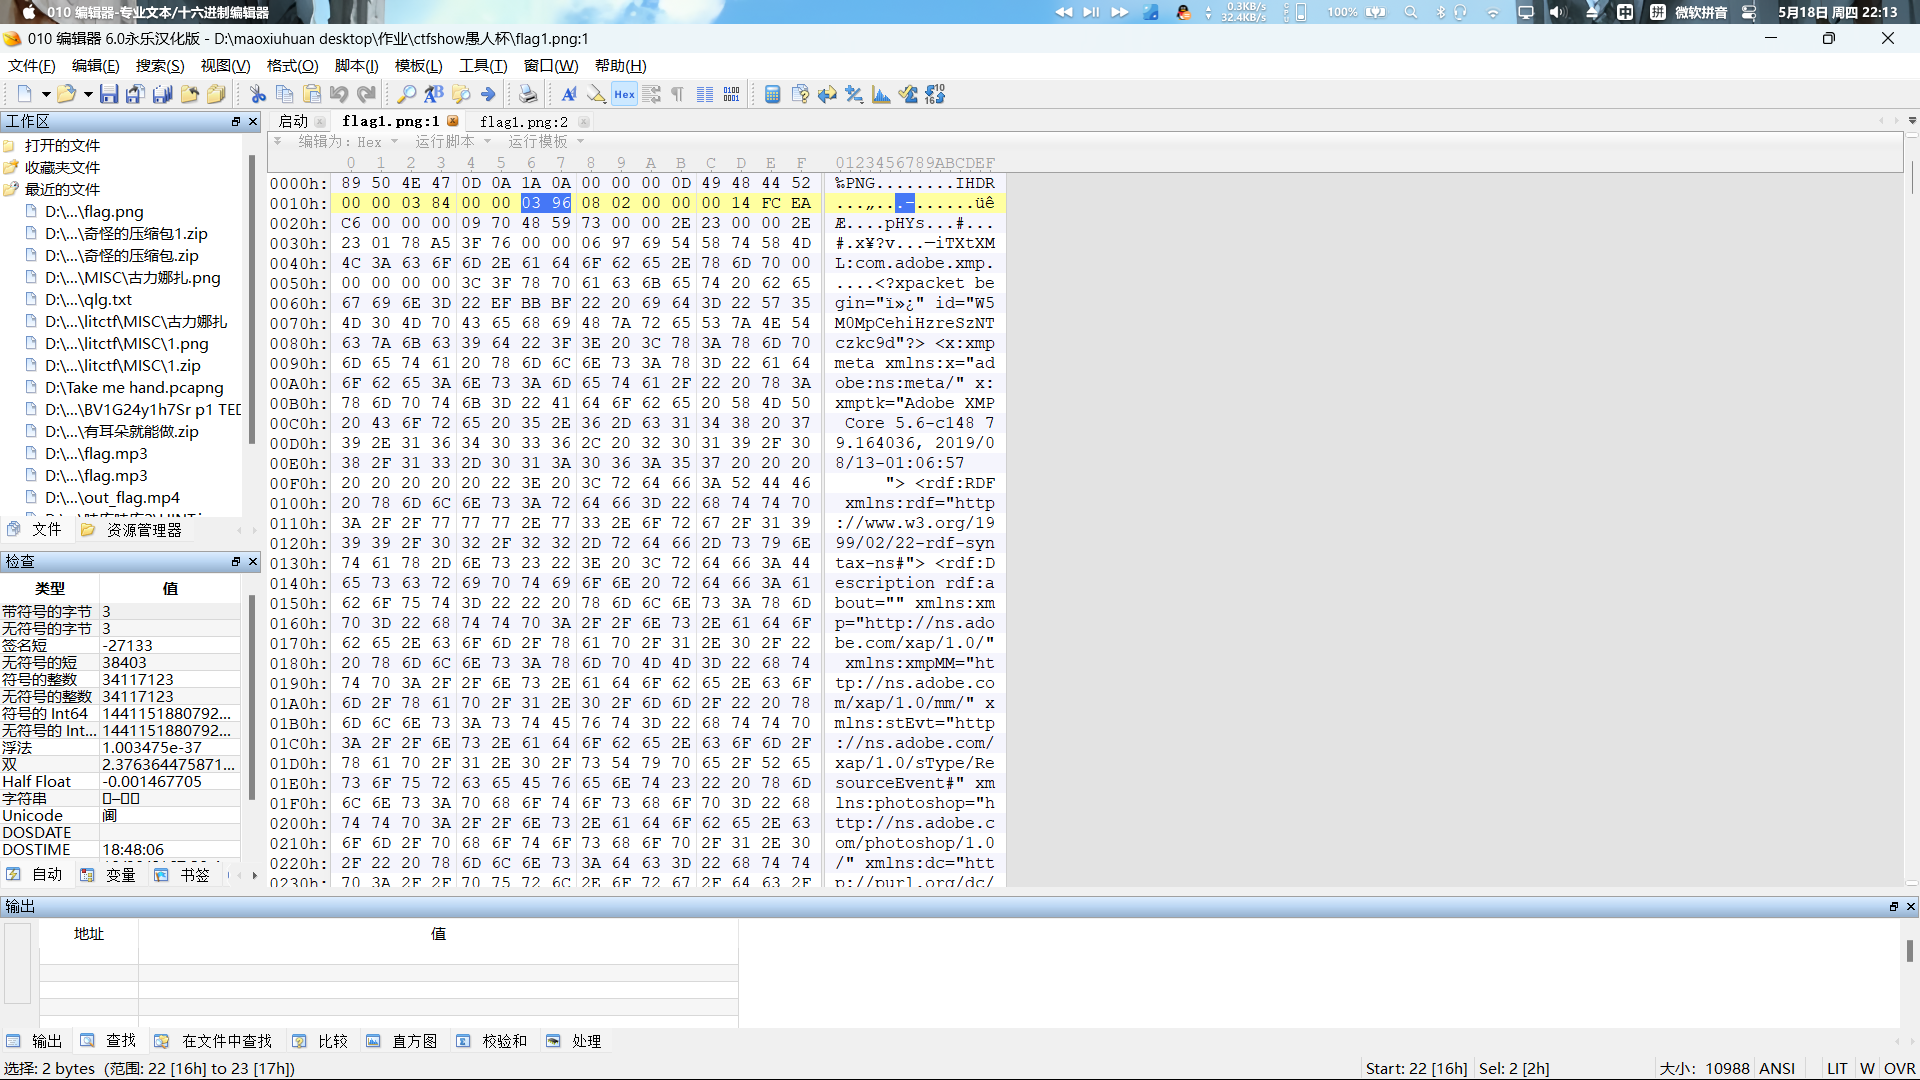 010 编辑器-专业文本/十六进制编辑器
0.3KB/s
32.4KB/s
100%
中
拼
微软拼音
5月18日 周四 22:13
010 编辑器 6.0永乐汉化版 - D:\maoxiuhuan desktop\作业\ctfshow愚人杯\flag1.png:1
文件(F) 编辑(E) 搜索(S) 视图(V) 格式(O) 脚本(I) 模板(L) 工具(T) 窗口(W) 帮助(H)
工作区
启动 flag1.png:1 flag1.png:2
编辑为: Hex 运行脚本 运行模板
打开的文件
收藏夹文件
最近的文件
D:\...\flag.png
D:\...\奇怪的压缩包1.zip
D:\...\奇怪的压缩包.zip
D:\...\MISC\古力娜扎.png
D:\...\qlg.txt
D:\...\litctf\MISC\古力娜扎
D:\...\litctf\MISC\1.png
D:\...\litctf\MISC\1.zip
D:\Take me hand.pcapng
D:\...\BV1G24y1h7Sr p1 TED
D:\...\有耳朵就能做.zip
D:\...\flag.mp3
D:\...\flag.mp3
D:\...\out_flag.mp4
文件 资源管理器
检查
类型 值
带符号的字节 3
无符号的字节 3
签名短 -27133
无符号的短 38403
符号的整数 34117123
无符号的整数 34117123
符号的 Int64 1441151880792...
无符号的 Int... 1441151880792...
浮法 1.003475e-37
双 2.376364475871...
Half Float -0.001467705
字符串
Unicode
DOSDATE
DOSTIME 18:48:06
自动 变量 书签
0 1 2 3 4 5 6 7 8 9 A B C D E F 0123456789ABCDEF
0000h: 89 50 4E 47 0D 0A 1A 0A 00 00 00 0D 49 48 44 52 ‰PNG........IHDR
0010h: 00 00 03 84 00 00 03 96 08 02 00 00 00 14 FC EA ...„...–......üê
0020h: C6 00 00 00 09 70 48 59 73 00 00 2E 23 00 00 2E Æ....pHYs...#...
0030h: 23 01 78 A5 3F 76 00 00 06 97 69 54 58 74 58 4D #.x¥?v...—iTXtXM
0040h: 4C 3A 63 6F 6D 2E 61 64 6F 62 65 2E 78 6D 70 00 L:com.adobe.xmp.
0050h: 00 00 00 00 3C 3F 78 70 61 63 6B 65 74 20 62 65 ....<?xpacket be
0060h: 67 69 6E 3D 22 EF BB BF 22 20 69 64 3D 22 57 35 gin="ï»¿" id="W5
0070h: 4D 30 4D 70 43 65 68 69 48 7A 72 65 53 7A 4E 54 M0MpCehiHzreSzNT
0080h: 63 7A 6B 63 39 64 22 3F 3E 20 3C 78 3A 78 6D 70 czkc9d"?> <x:xmp
0090h: 6D 65 74 61 20 78 6D 6C 6E 73 3A 78 3D 22 61 64 meta xmlns:x="ad
00A0h: 6F 62 65 3A 6E 73 3A 6D 65 74 61 2F 22 20 78 3A obe:ns:meta/" x:
00B0h: 78 6D 70 74 6B 3D 22 41 64 6F 62 65 20 58 4D 50 xmptk="Adobe XMP
00C0h: 20 43 6F 72 65 20 35 2E 36 2D 63 31 34 38 20 37  Core 5.6-c148 7
00D0h: 39 2E 31 36 34 30 33 36 2C 20 32 30 31 39 2F 30 9.164036, 2019/0
00E0h: 38 2F 31 33 2D 30 31 3A 30 36 3A 35 37 20 20 20 8/13-01:06:57
00F0h: 20 20 20 20 20 22 3E 20 3C 72 64 66 3A 52 44 46      "> <rdf:RDF
0100h: 20 78 6D 6C 6E 73 3A 72 64 66 3D 22 68 74 74 70  xmlns:rdf="http
0110h: 3A 2F 2F 77 77 77 2E 77 33 2E 6F 72 67 2F 31 39 ://www.w3.org/19
0120h: 39 39 2F 30 32 2F 32 32 2D 72 64 66 2D 73 79 6E 99/02/22-rdf-syn
0130h: 74 61 78 2D 6E 73 23 22 3E 20 3C 72 64 66 3A 44 tax-ns#"> <rdf:D
0140h: 65 73 63 72 69 70 74 69 6F 6E 20 72 64 66 3A 61 escription rdf:a
0150h: 62 6F 75 74 3D 22 22 20 78 6D 6C 6E 73 3A 78 6D bout="" xmlns:xm
0160h: 70 3D 22 68 74 74 70 3A 2F 2F 6E 73 2E 61 64 6F p="http://ns.ado
0170h: 62 65 2E 63 6F 6D 2F 78 61 70 2F 31 2E 30 2F 22 be.com/xap/1.0/"
0180h: 20 78 6D 6C 6E 73 3A 78 6D 70 4D 4D 3D 22 68 74  xmlns:xmpMM="ht
0190h: 74 70 3A 2F 2F 6E 73 2E 61 64 6F 62 65 2E 63 6F tp://ns.adobe.co
01A0h: 6D 2F 78 61 70 2F 31 2E 30 2F 6D 6D 2F 22 20 78 m/xap/1.0/mm/" x
01B0h: 6D 6C 6E 73 3A 73 74 45 76 74 3D 22 68 74 74 70 mlns:stEvt="http
01C0h: 3A 2F 2F 6E 73 2E 61 64 6F 62 65 2E 63 6F 6D 2F ://ns.adobe.com/
01D0h: 78 61 70 2F 31 2E 30 2F 73 54 79 70 65 2F 52 65 xap/1.0/sType/Re
01E0h: 73 6F 75 72 63 65 45 76 65 6E 74 23 22 20 78 6D sourceEvent#" xm
01F0h: 6C 6E 73 3A 70 68 6F 74 6F 73 68 6F 70 3D 22 68 lns:photoshop="h
0200h: 74 74 70 3A 2F 2F 6E 73 2E 61 64 6F 62 65 2E 63 ttp://ns.adobe.c
0210h: 6F 6D 2F 70 68 6F 74 6F 73 68 6F 70 2F 31 2E 30 om/photoshop/1.0
0220h: 2F 22 20 78 6D 6C 6E 73 3A 64 63 3D 22 68 74 74 /" xmlns:dc="htt
0230h: 70 3A 2F 2F 70 75 72 6C 2E 6F 72 67 2F 64 63 2F p://purl.org/dc/
输出
地址 值
输出 查找 在文件中查找 比较 直方图 校验和 处理
选择: 2 bytes (范围: 22 [16h] to 23 [17h])
Start: 22 [16h] Sel: 2 [2h] 大小: 10988 ANSI LIT W OVR